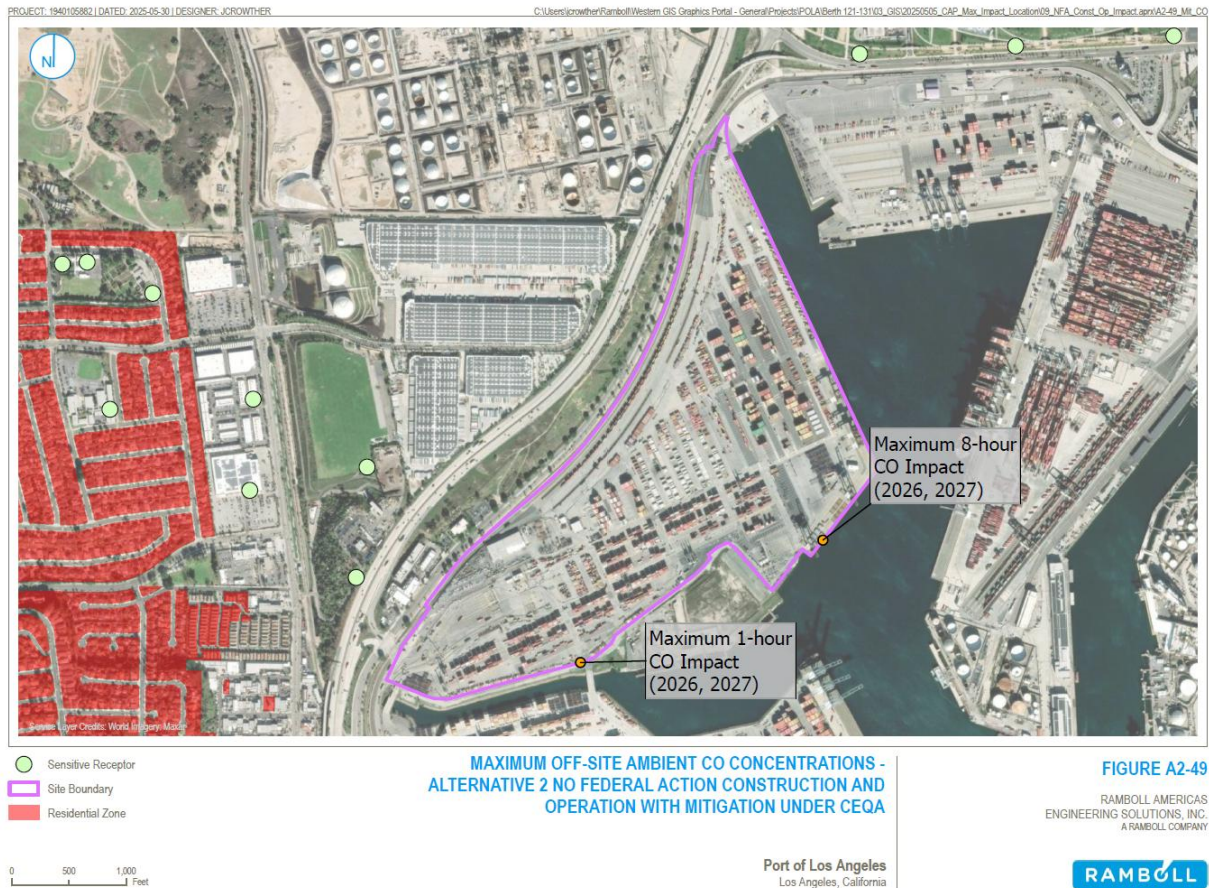 PROJECT: 1940105882 | DATED: 2025-05-30 | DESIGNER: JCROWTHER
C:\Users\jcrowther\Ramboll\Western GIS Graphics Portal - General\Projects\POLA\Berth 121-131\03_GIS\20250505_CAP_Max_Impact_Location\09_NFA_Const_Op_Impact.aprx\A2-49_Mit_CO
N
Maximum 8-hour
CO Impact
(2026, 2027)
Maximum 1-hour
CO Impact
(2026, 2027)
Service Layer Credits: World Imagery: Maxar
Sensitive Receptor
Site Boundary
Residential Zone
0 500 1,000
Feet
MAXIMUM OFF-SITE AMBIENT CO CONCENTRATIONS -
ALTERNATIVE 2 NO FEDERAL ACTION CONSTRUCTION AND
OPERATION WITH MITIGATION UNDER CEQA
Port of Los Angeles
Los Angeles, California
FIGURE A2-49
RAMBOLL AMERICAS
ENGINEERING SOLUTIONS, INC.
A RAMBOLL COMPANY
RAMBOLL